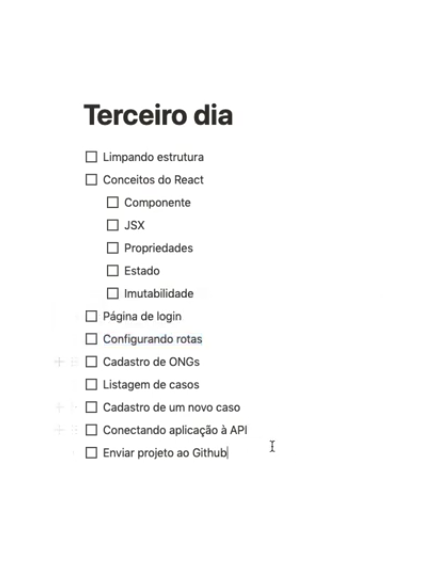 Terceiro dia
Limpando estrutura
Conceitos do React
Componente
JSX
Propriedades
Estado
Imutabilidade
Página de login
Configurando rotas
Cadastro de ONGs
Listagem de casos
Cadastro de um novo caso
Conectando aplicação à API
Enviar projeto ao Github